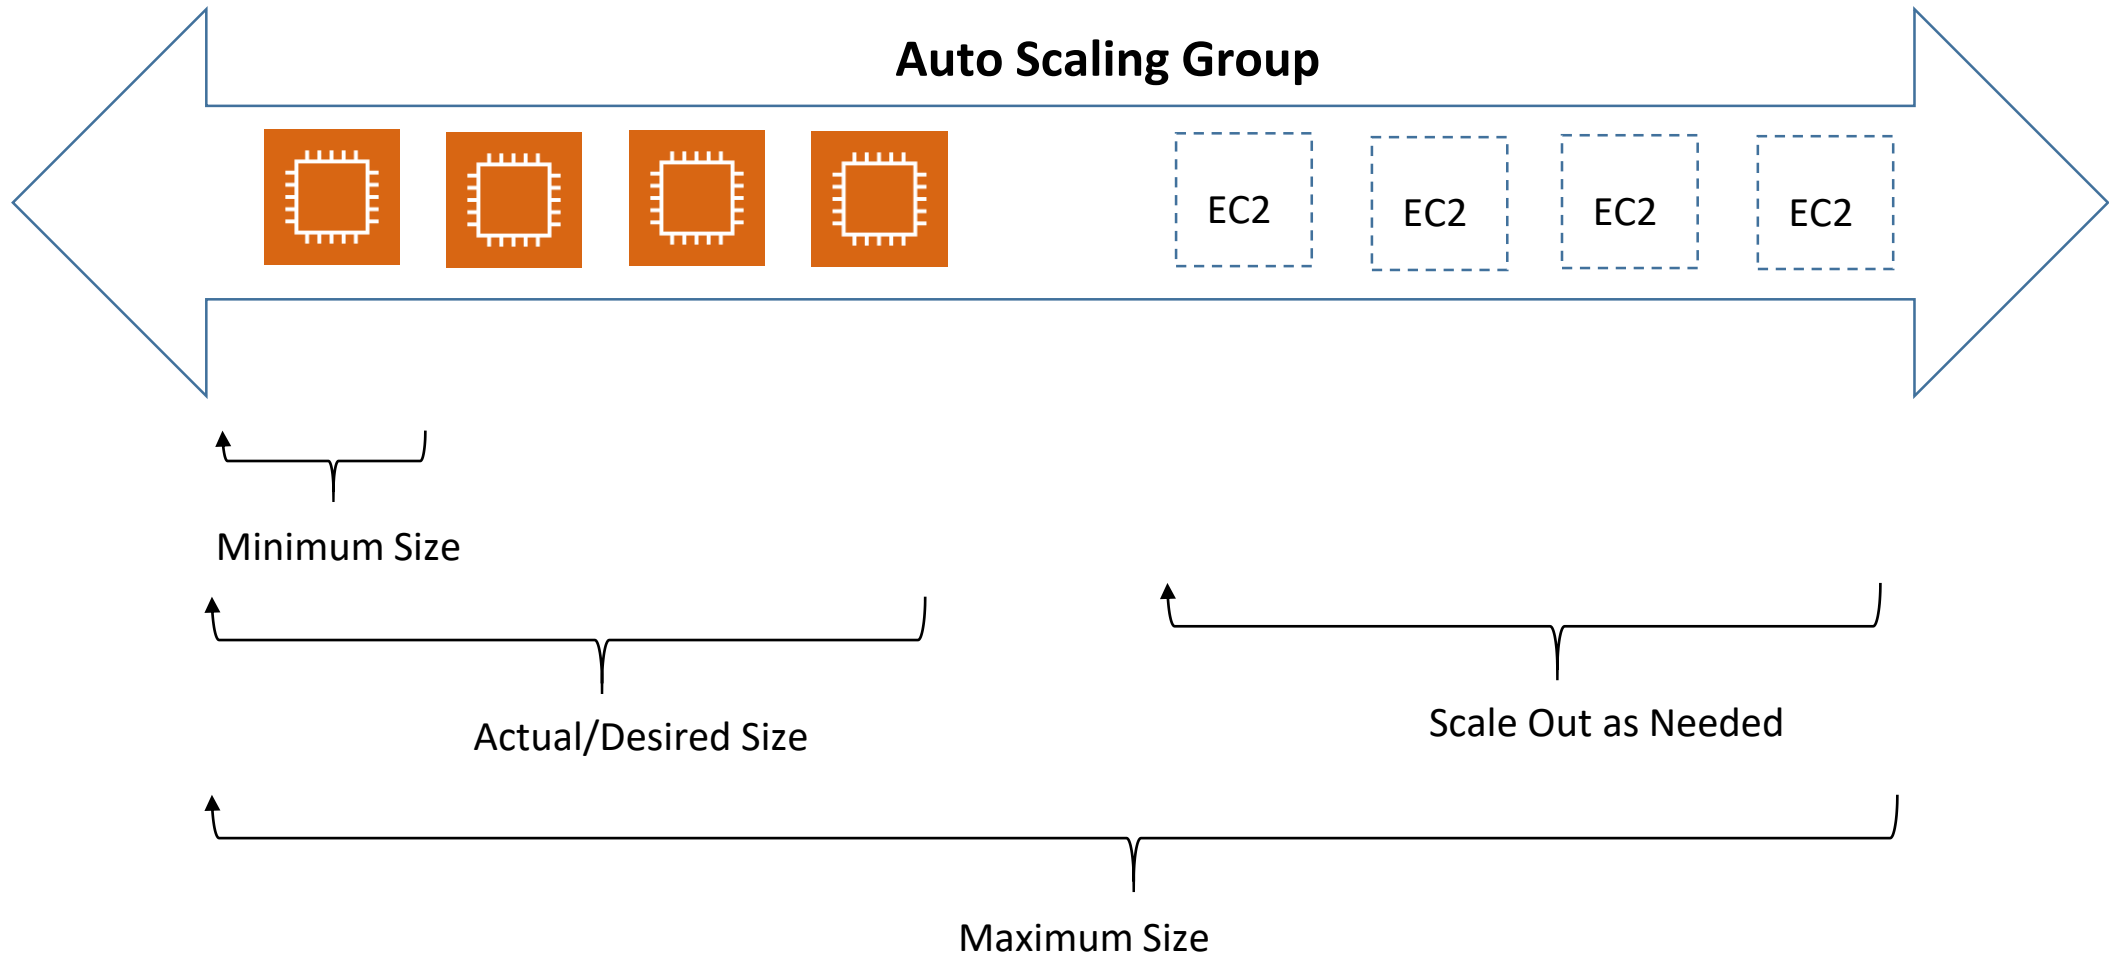 Auto Scaling Group
EC2
EC2
EC2
EC2
Minimum Size
Actual/Desired Size
Scale Out as Needed
Maximum Size